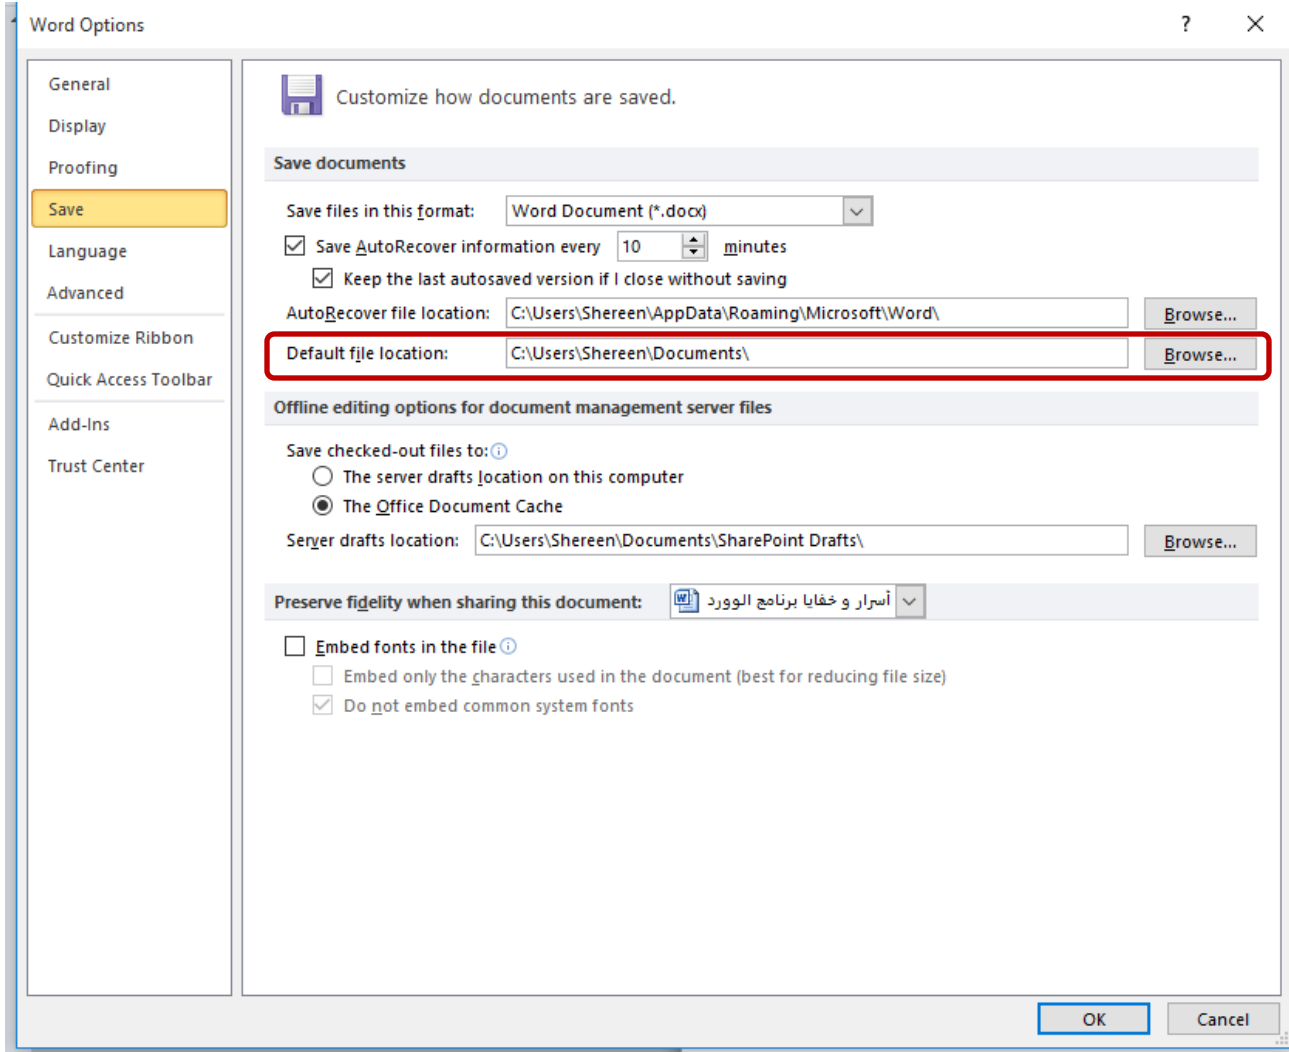 Word Options
General
Display
Proofing
Save
Language
Advanced
Customize Ribbon
Quick Access Toolbar
Add-Ins
Trust Center
Customize how documents are saved.
Save documents
Save files in this format: Word Document (*.docx)
Save AutoRecover information every 10 minutes
Keep the last autosaved version if I close without saving
AutoRecover file location: C:\Users\Shereen\AppData\Roaming\Microsoft\Word\ Browse...
Default file location: C:\Users\Shereen\Documents\ Browse...
Offline editing options for document management server files
Save checked-out files to:
The server drafts location on this computer
The Office Document Cache
Server drafts location: C:\Users\Shereen\Documents\SharePoint Drafts\ Browse...
Preserve fidelity when sharing this document: أسرار و خفايا برنامج الوورد
Embed fonts in the file
Embed only the characters used in the document (best for reducing file size)
Do not embed common system fonts
OK Cancel